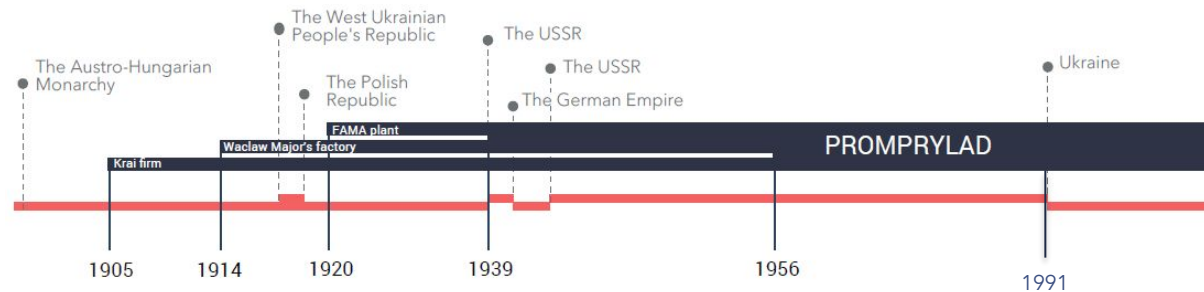 The West Ukrainian
People's Republic
The USSR
The Austro-Hungarian
Monarchy
The Polish
Republic
The USSR
The German Empire
Ukraine
FAMA plant
Waclaw Major's factory
Krai firm
PROMPRYLAD
1905
1914
1920
1939
1956
1991